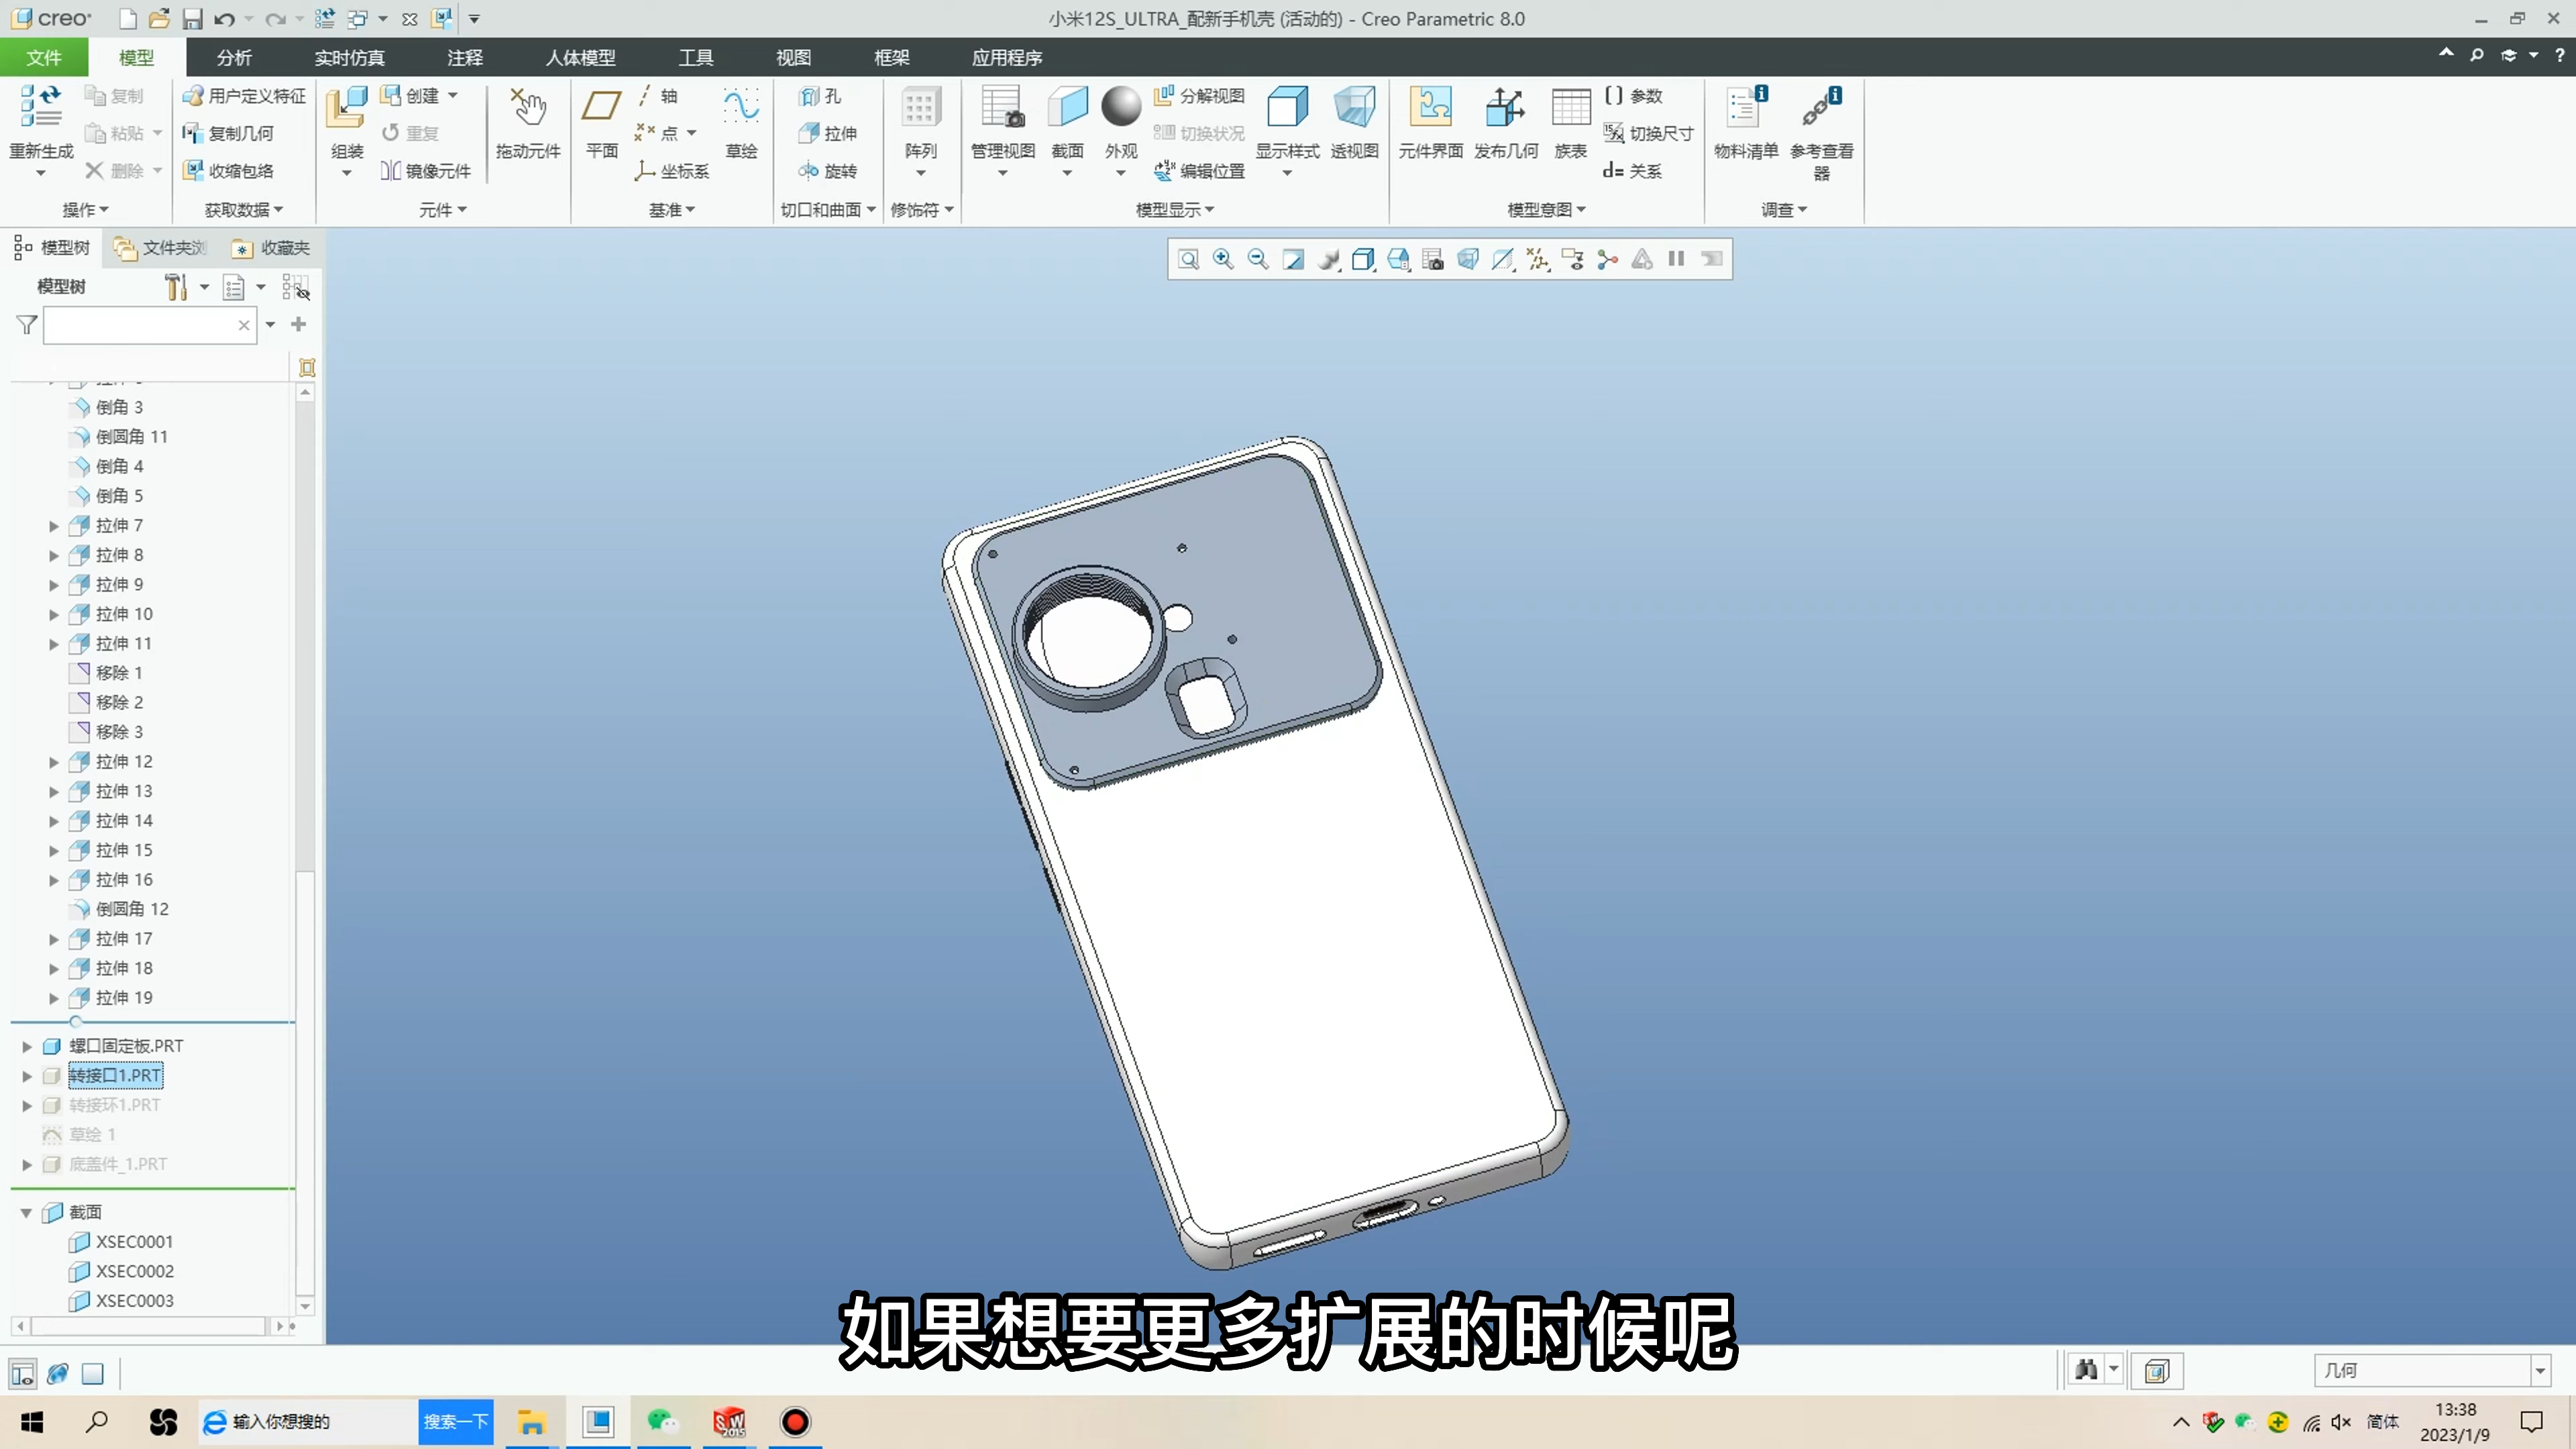 creo
小米12S_ULTRA_配新手机壳 (活动的) - Creo Parametric 8.0
文件 模型 分析 实时仿真 注释 人体模型 工具 视图 框架 应用程序
重新生成 复制 粘贴 删除
操作
用户定义特征
复制几何
收缩包络
获取数据
组装 创建 重复 镜像元件 拖动元件
元件
平面 轴 点 坐标系 草绘
基准
孔
拉伸
旋转
切口和曲面
阵列
修饰符
管理视图 截面 外观 分解视图 切换状况 编辑位置 显示样式 透视图
模型显示
元件界面 发布几何 族表 参数 切换尺寸 d= 关系
模型意图
物料清单 参考查看器
调查
模型树 文件夹浏 收藏夹
模型树
倒角 3
倒圆角 11
倒角 4
倒角 5
拉伸 7
拉伸 8
拉伸 9
拉伸 10
拉伸 11
移除 1
移除 2
移除 3
拉伸 12
拉伸 13
拉伸 14
拉伸 15
拉伸 16
倒圆角 12
拉伸 17
拉伸 18
拉伸 19
螺口固定板.PRT
转接口1.PRT
转接环1.PRT
草绘 1
底盖件_1.PRT
截面
XSEC0001
XSEC0002
XSEC0003
如果想要更多扩展的时候呢
几何
输入你想搜的 搜索一下
SW 2015
简体
13:38
2023/1/9